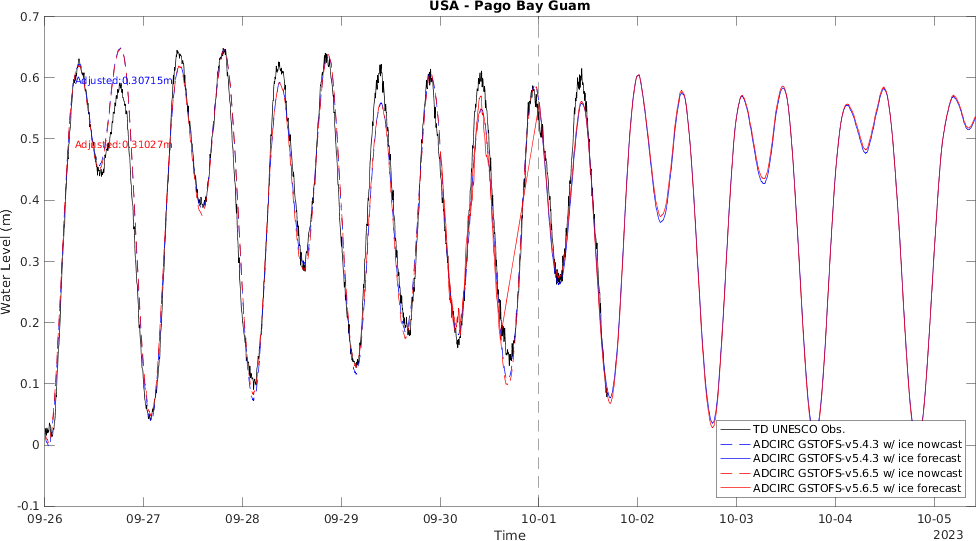 USA - Pago Bay Guam
0.7
0.6
0.5
0.4
0.3
0.2
0.1
0
-0.1
Water Level (m)
Adjusted:0.30715m
Adjusted:0.31027m
TD UNESCO Obs.
ADCIRC GSTOFS-v5.4.3 w/ ice nowcast
ADCIRC GSTOFS-v5.4.3 w/ ice forecast
ADCIRC GSTOFS-v5.6.5 w/ ice nowcast
ADCIRC GSTOFS-v5.6.5 w/ ice forecast
09-26 09-27 09-28 09-29 09-30 10-01 10-02 10-03 10-04 10-05
Time
2023